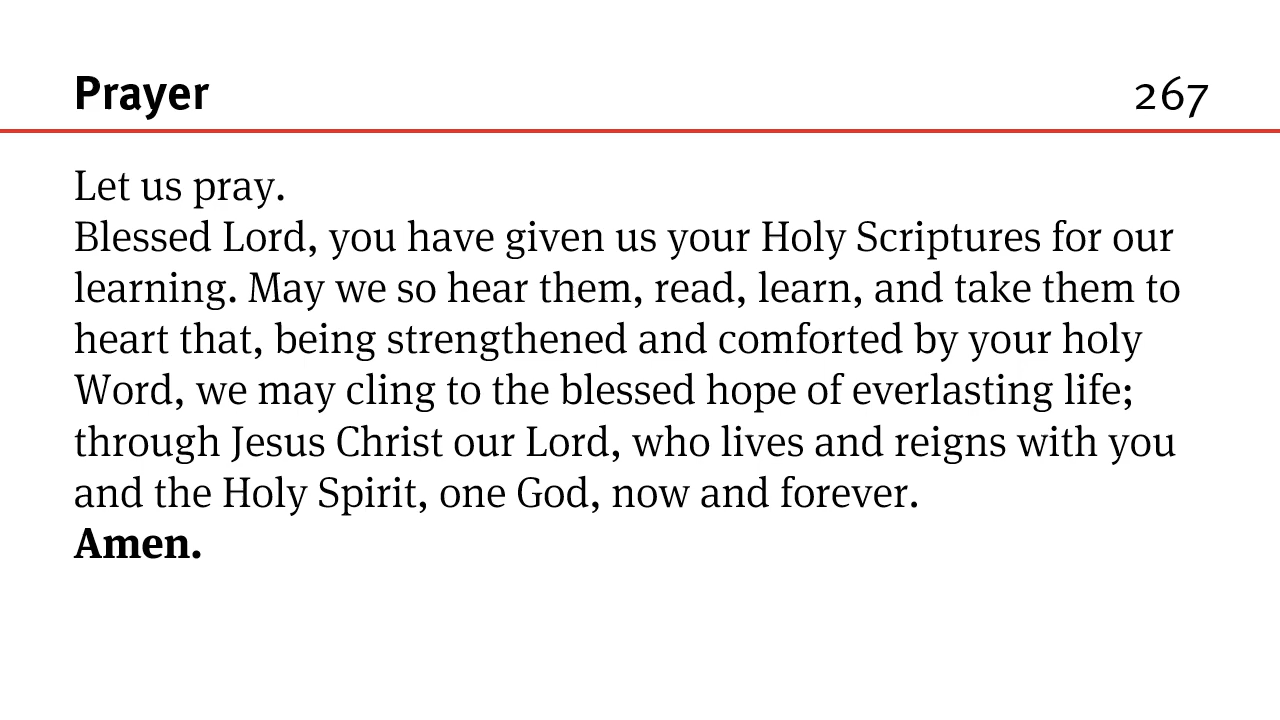 Prayer 267
Let us pray.
Blessed Lord, you have given us your Holy Scriptures for our
learning. May we so hear them, read, learn, and take them to
heart that, being strengthened and comforted by your holy
Word, we may cling to the blessed hope of everlasting life;
through Jesus Christ our Lord, who lives and reigns with you
and the Holy Spirit, one God, now and forever.
Amen.